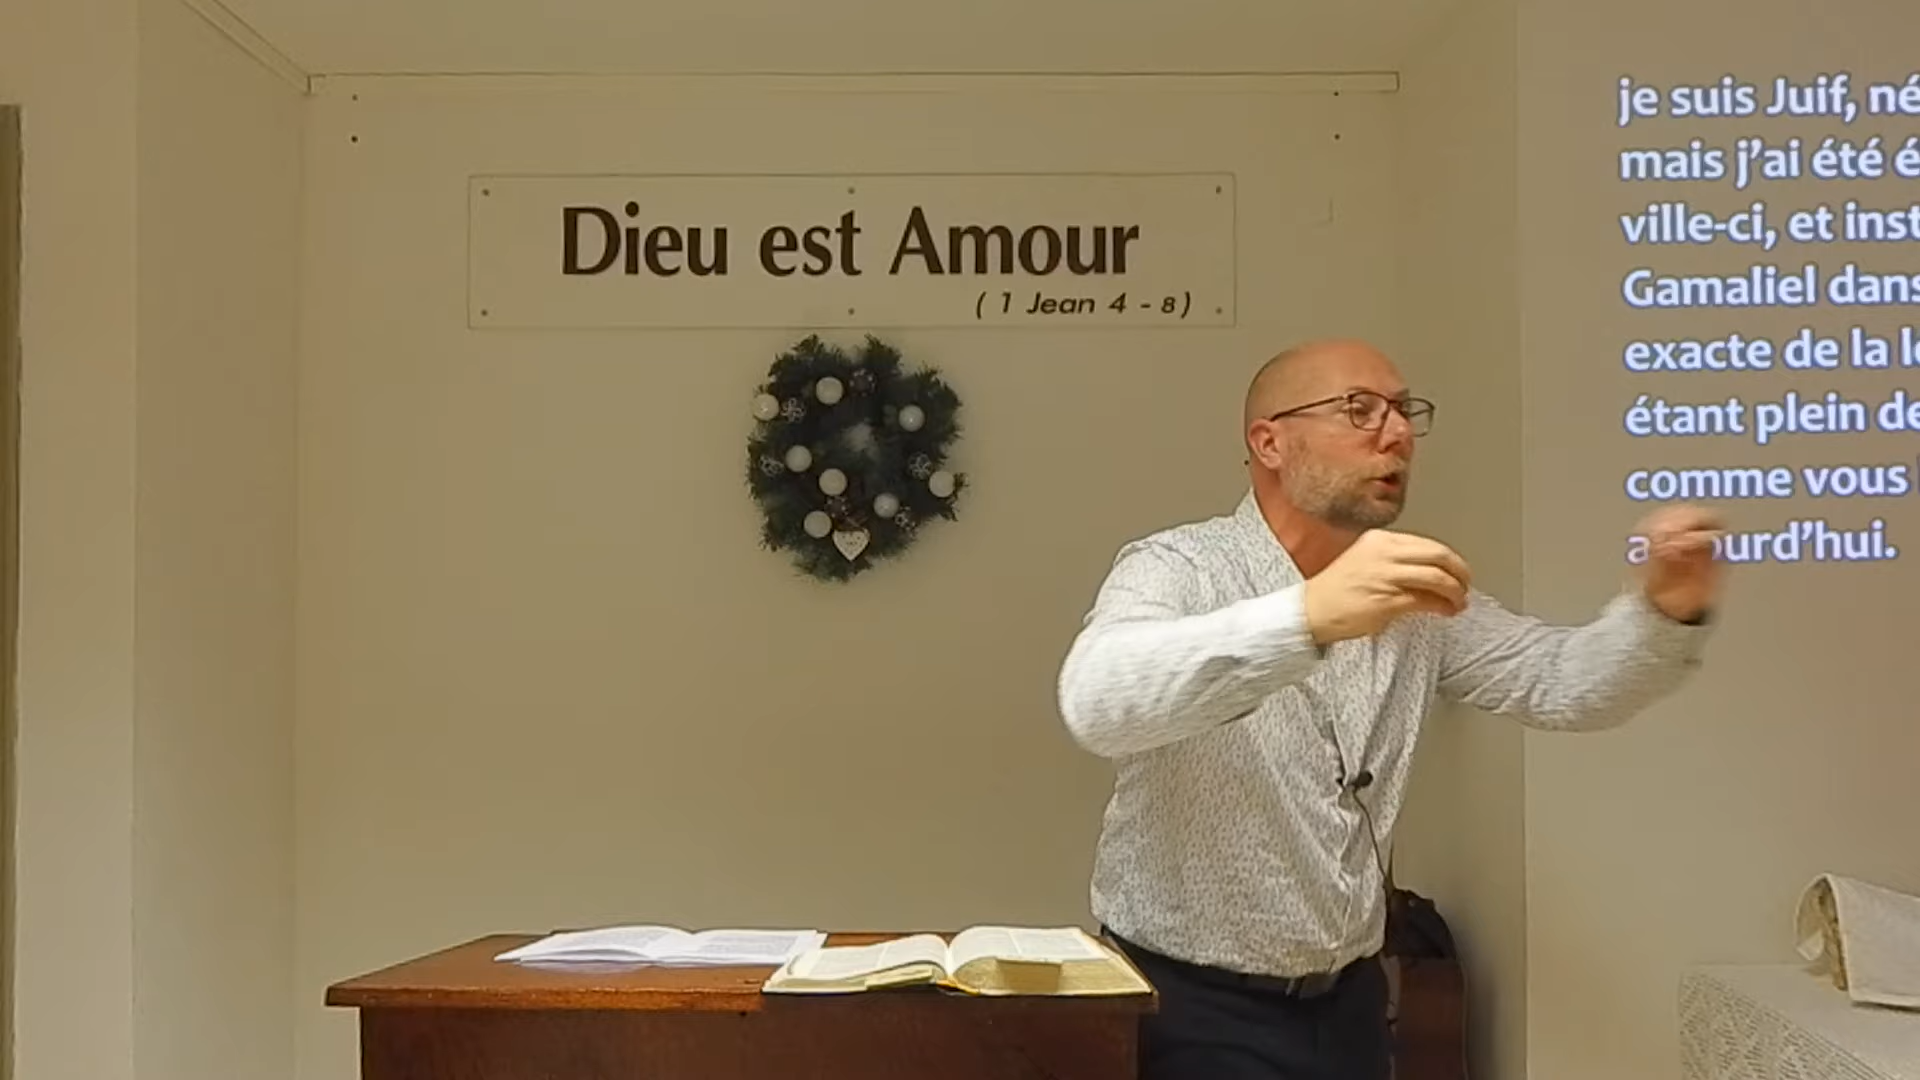 Dieu est Amour
( 1 Jean 4 - 8 )
je suis Juif, né
mais j’ai été é
ville-ci, et inst
Gamaliel dans
exacte de la l
étant plein de
comme vous
aujourd’hui.